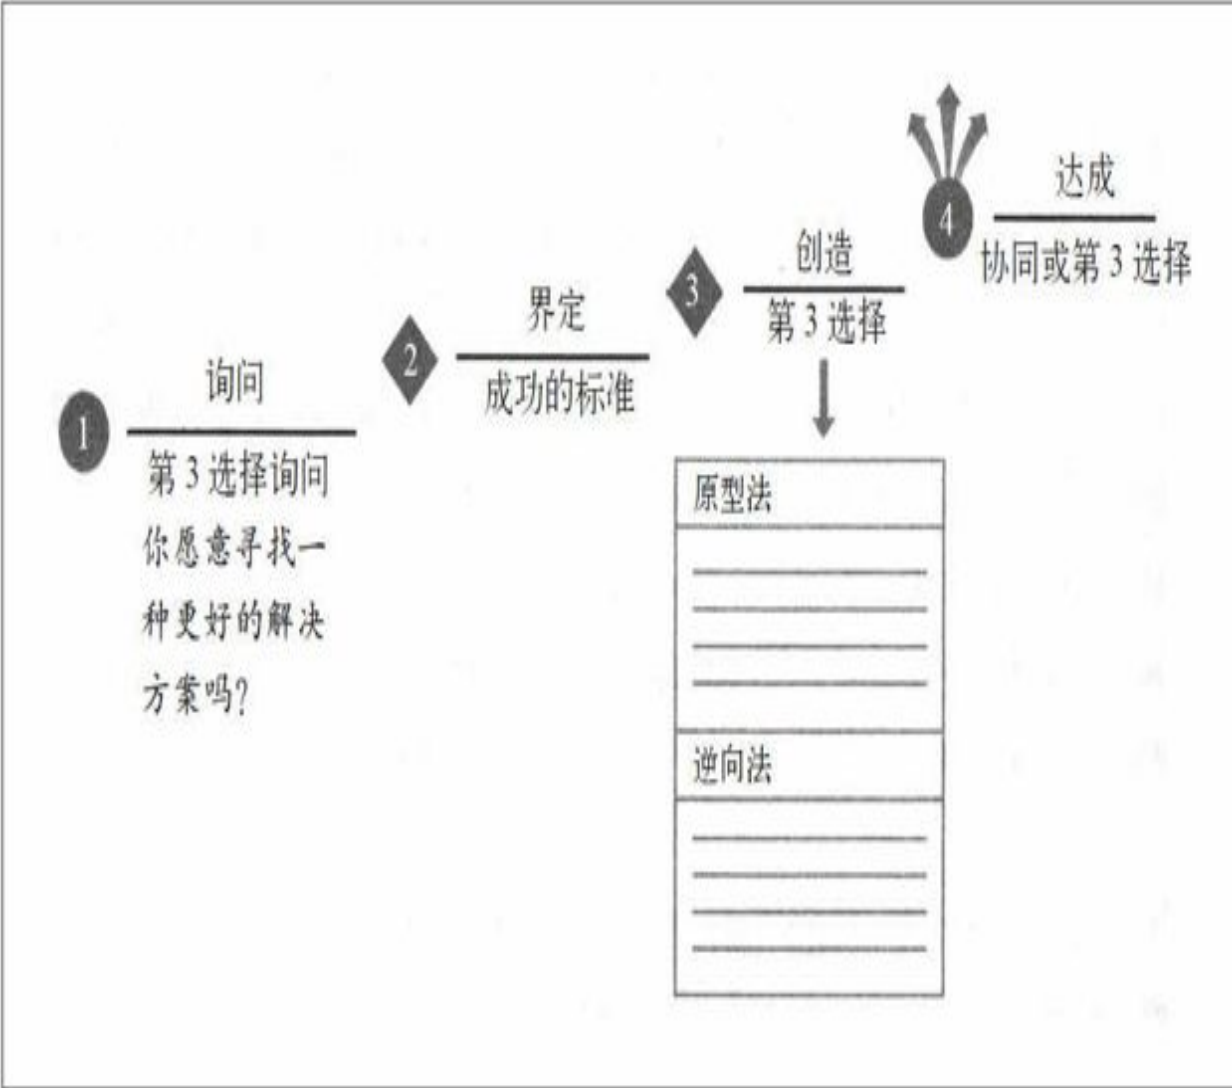 1
询问
第3选择询问
你愿意寻找一
种更好的解决
方案吗?
2
界定
成功的标准
3
创造
第3选择
原型法
逆向法
4
达成
协同或第3选择